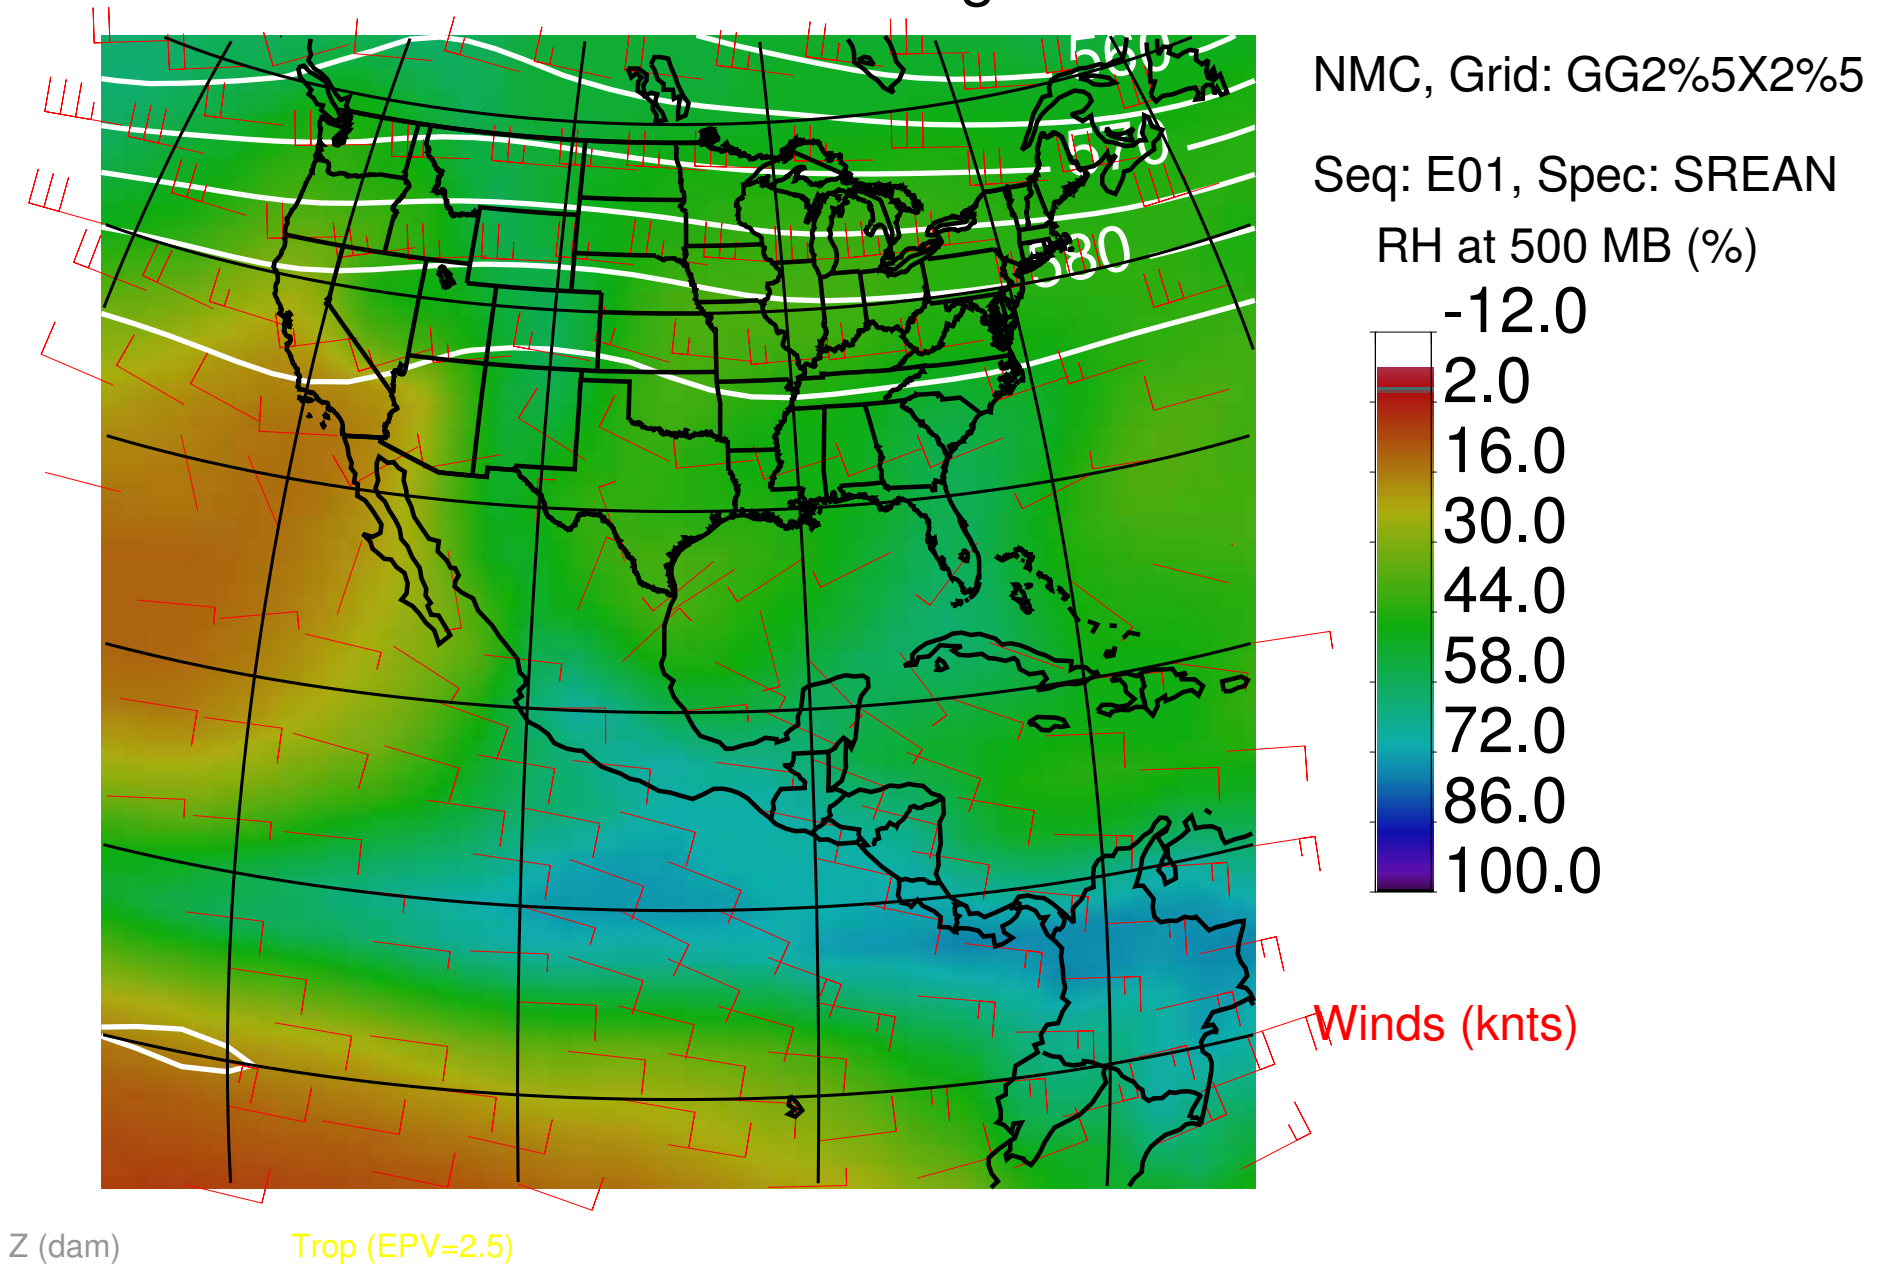 NMC, Grid: GG2%5X2%5
Seq: E01, Spec: SREAN
RH at 500 MB (%)
-12.0
2.0
16.0
30.0
44.0
58.0
72.0
86.0
100.0
Winds (knts)
560
570
580
Z (dam)
Trop (EPV=2.5)